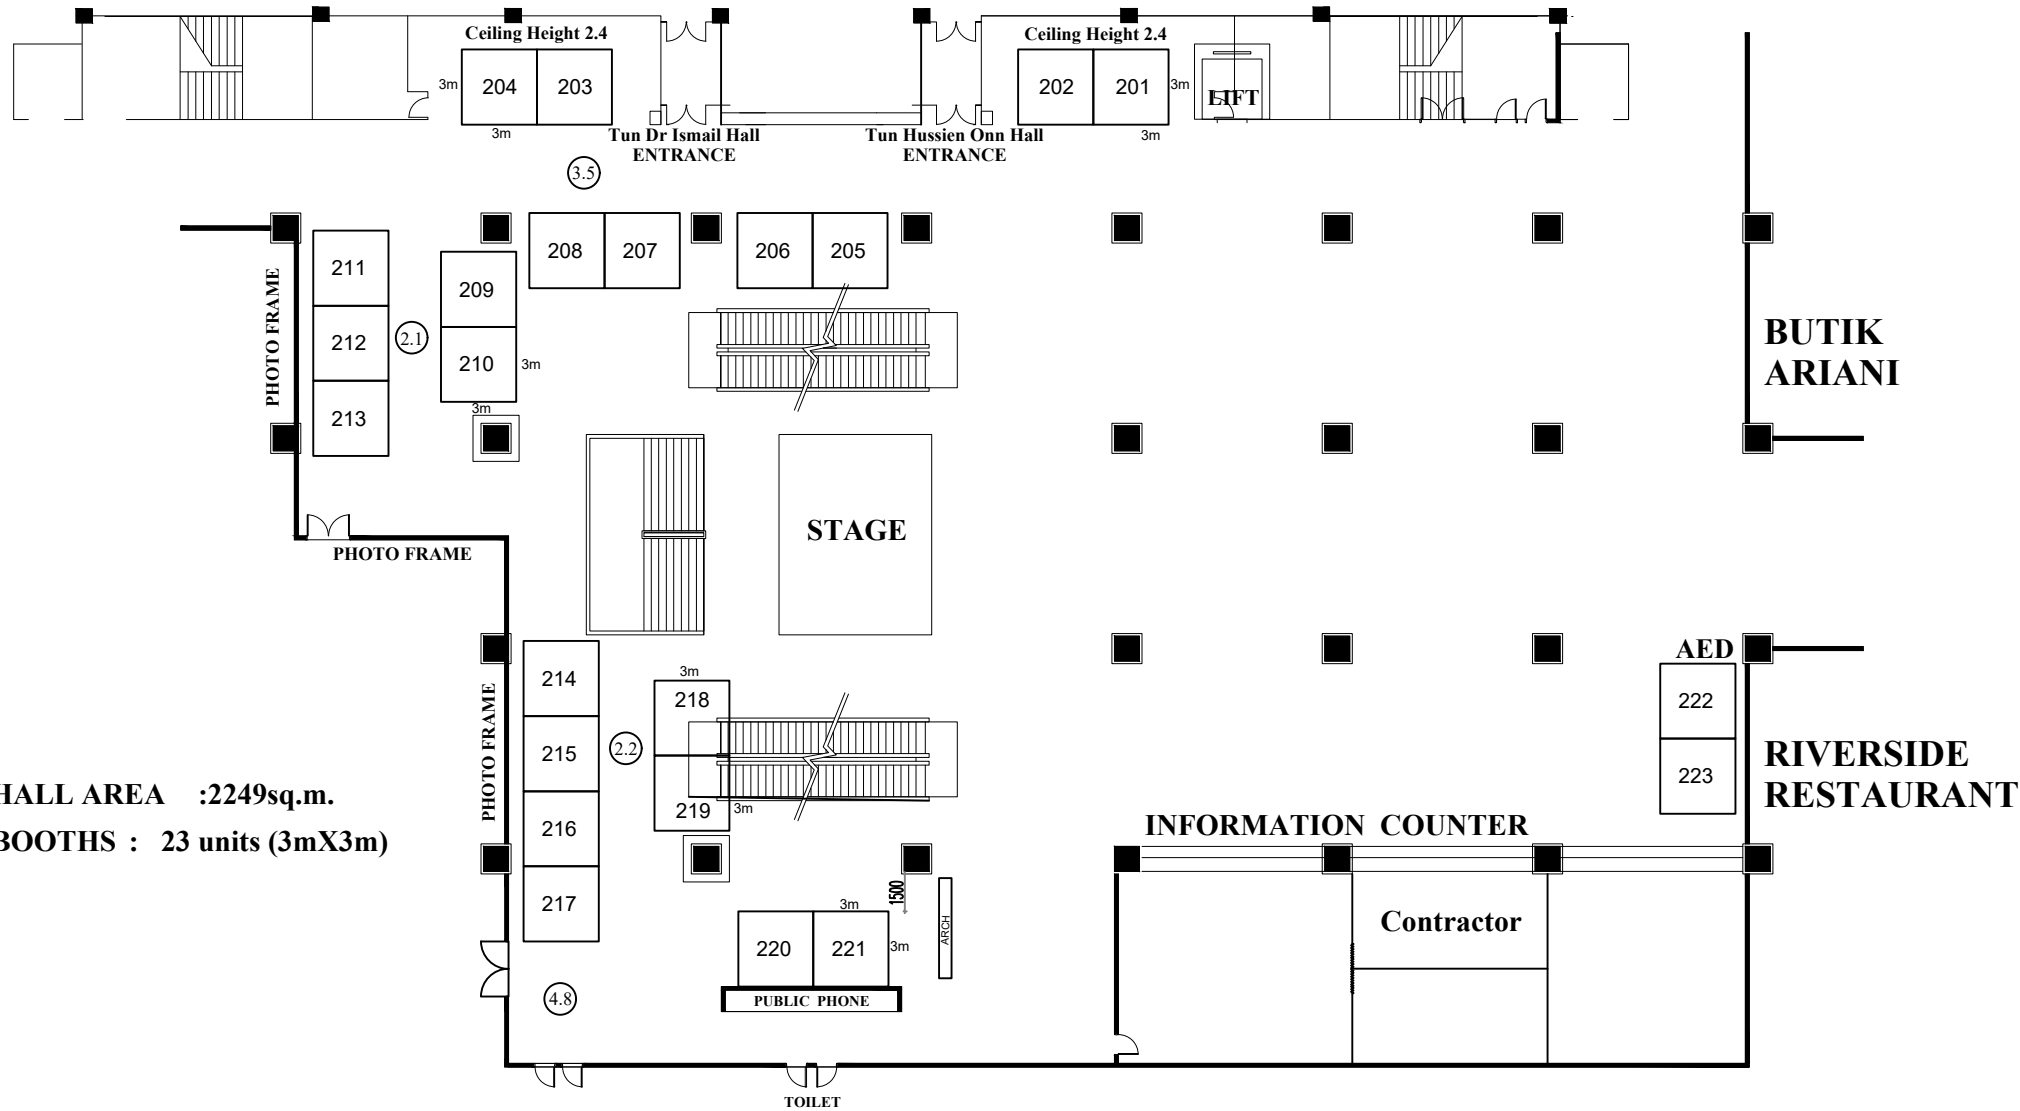 Ceiling Height 2.4
Ceiling Height 2.4
3m
204
203
202
201
3m
LIFT
3m
3m
Tun Dr Ismail Hall
ENTRANCE
Tun Hussien Onn Hall
ENTRANCE
3.5
211
212
213
PHOTO FRAME
2.1
209
210
3m
3m
208
207
206
205
BUTIK
ARIANI
STAGE
PHOTO FRAME
PHOTO FRAME
214
215
216
217
2.2
3m
218
219
3m
AED
222
223
RIVERSIDE
RESTAURANT
HALL AREA :2249sq.m.
BOOTHS : 23 units (3mX3m)
INFORMATION COUNTER
1500
ARCH
Contractor
3m
220
221
3m
PUBLIC PHONE
4.8
TOILET